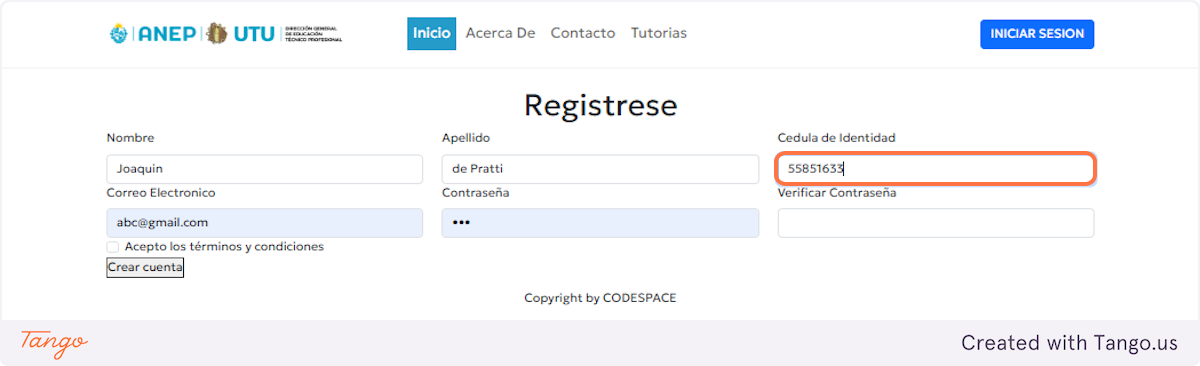 ANEP UTU DIRECCIÓN GENERAL
DE EDUCACIÓN
TÉCNICO PROFESIONAL
Inicio Acerca De Contacto Tutorias INICIAR SESION
Registrese
Nombre Apellido Cedula de Identidad
Joaquin de Pratti 55851633
Correo Electronico Contraseña Verificar Contraseña
abc@gmail.com •••
Acepto los términos y condiciones
Crear cuenta
Copyright by CODESPACE
Tango Created with Tango.us